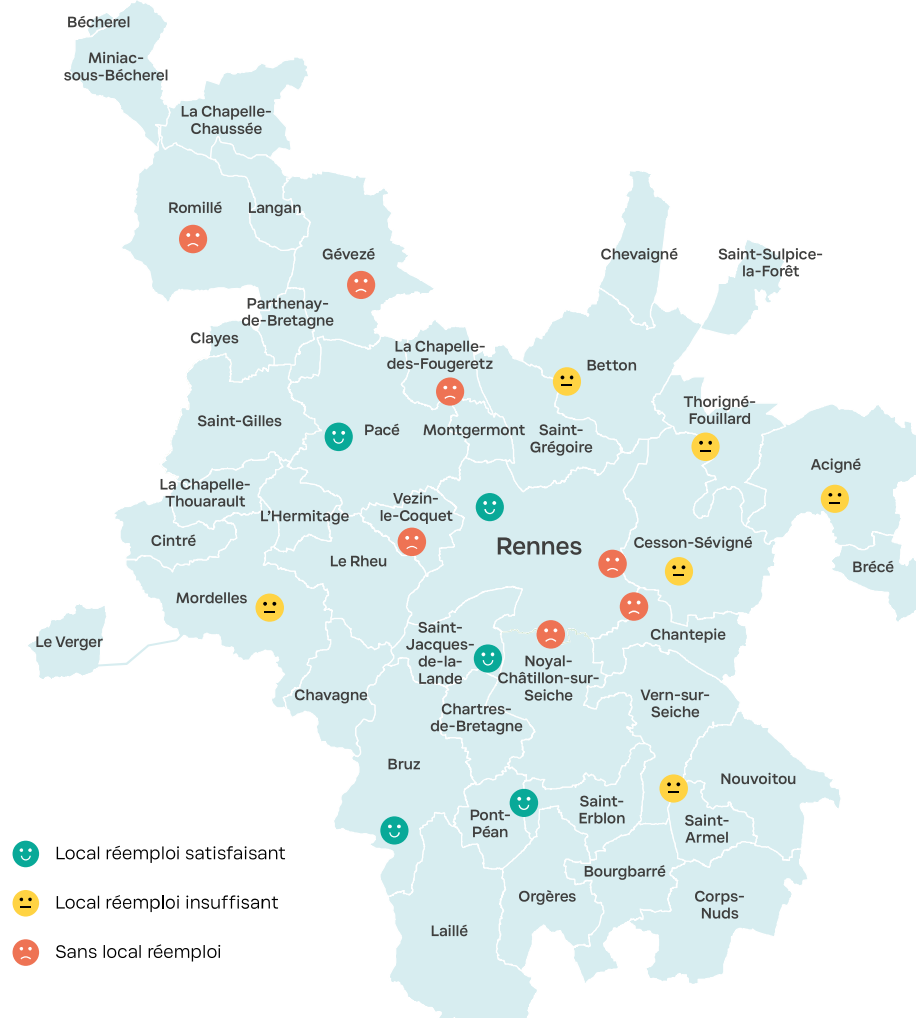 Bécherel
Miniac-
sous-Bécherel
La Chapelle-
Chaussée
Romillé
Langan
Gévezé
Chevaigné
Saint-Sulpice-
la-Forêt
Parthenay-
de-Bretagne
Clayes
La Chapelle-
des-Fougeretz
Betton
Thorigné-
Fouillard
Saint-Gilles
Pacé
Montgermont
Saint-
Grégoire
Acigné
La Chapelle-
Thouarault
L'Hermitage
Vezin-
le-Coquet
Cintré
Le Rheu
Rennes
Cesson-Sévigné
Brécé
Mordelles
Le Verger
Saint-
Jacques-
de-la-
Lande
Noyal-
Châtillon-sur-
Seiche
Chantepie
Chavagne
Chartres-
de-Bretagne
Vern-sur-
Seiche
Bruz
Nouvoitou
Pont-
Péan
Saint-
Erblon
Saint-
Armel
Bourgbarré
Orgères
Corps-
Nuds
Laillé
Local réemploi satisfaisant
Local réemploi insuffisant
Sans local réemploi